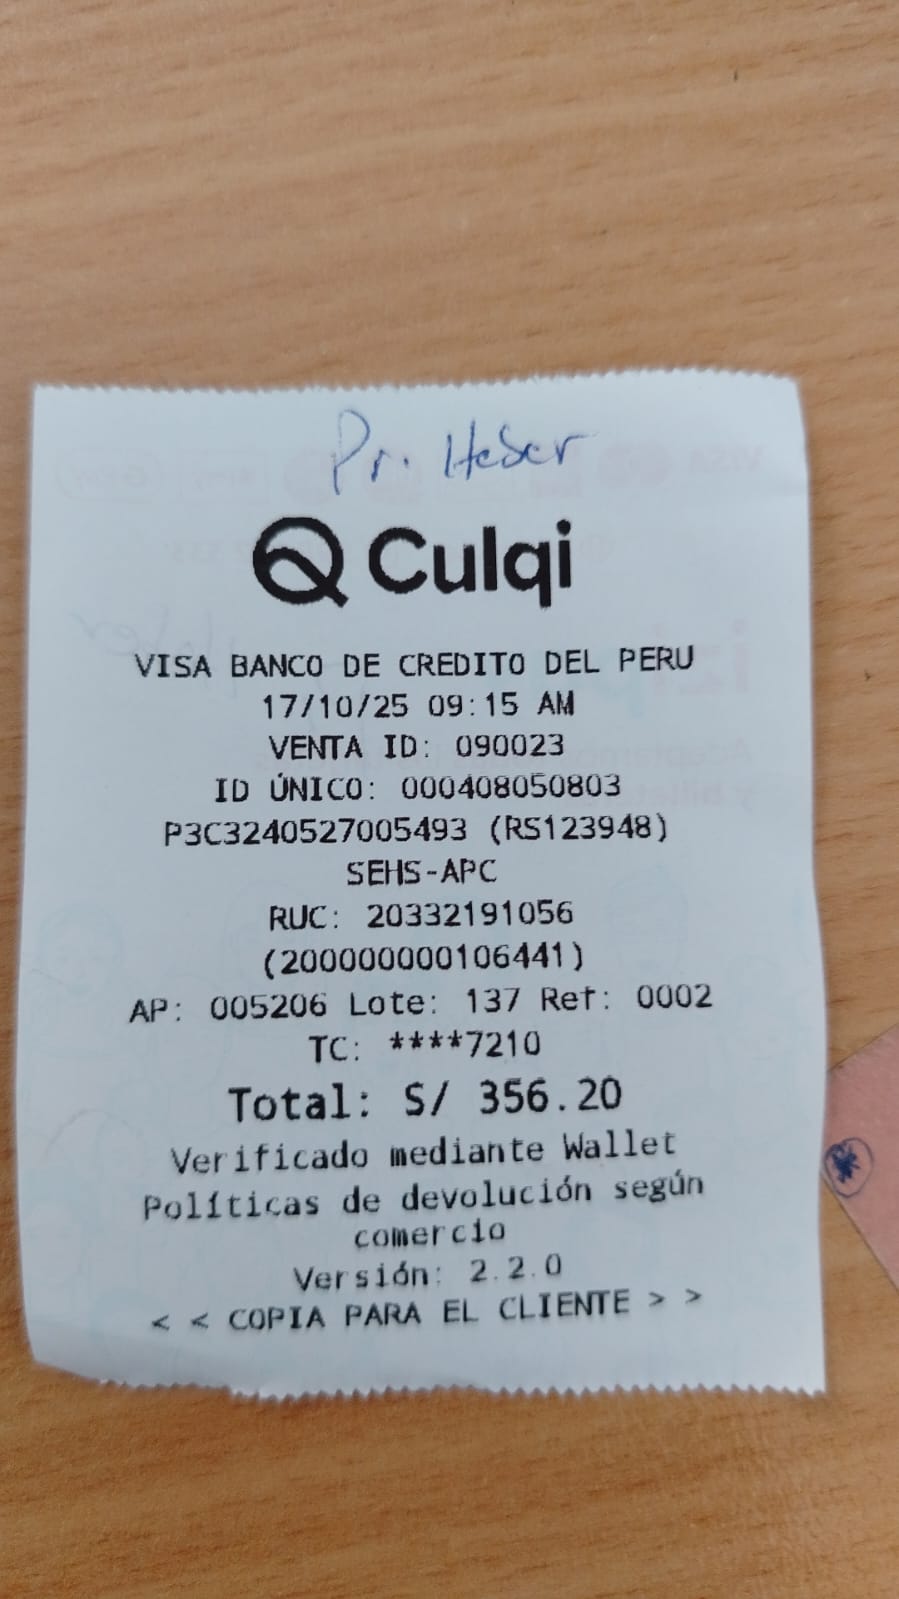 Pr. Heber
Culqi
VISA BANCO DE CREDITO DEL PERU
17/10/25 09:15 AM
VENTA ID: 090023
ID ÚNICO: 000408050803
P3C3240527005493 (RS123948)
SEHS-APC
RUC: 20332191056
(200000000106441)
AP: 005206 Lote: 137 Ref: 0002
TC: ****7210
Total: S/ 356.20
Verificado mediante Wallet
Políticas de devolución según
comercio
Versión: 2.2.0
< < COPIA PARA EL CLIENTE > >